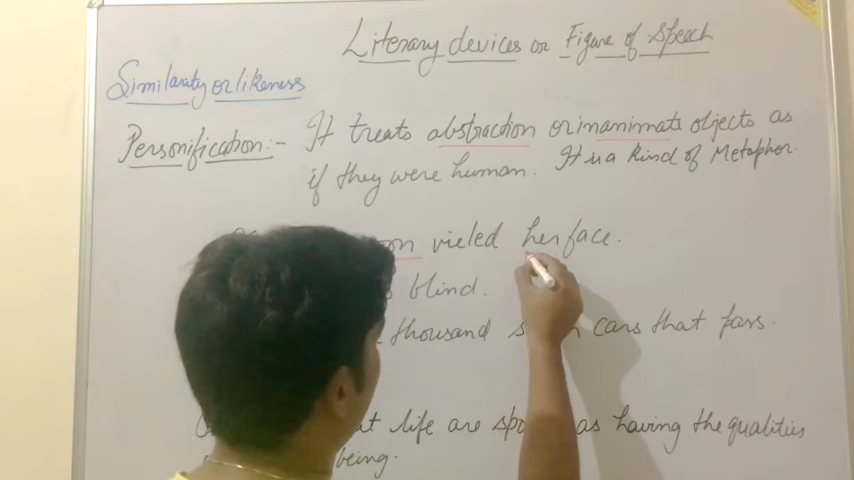 Literary devices or Figure of Speech
Similarity or likeness
Personification:- It treats abstraction or inanimate objects as
if they were human. It is a kind of Metaphor.
vieled her face.
blind.
thousand cars that pass.
life are as having the qualities
being.